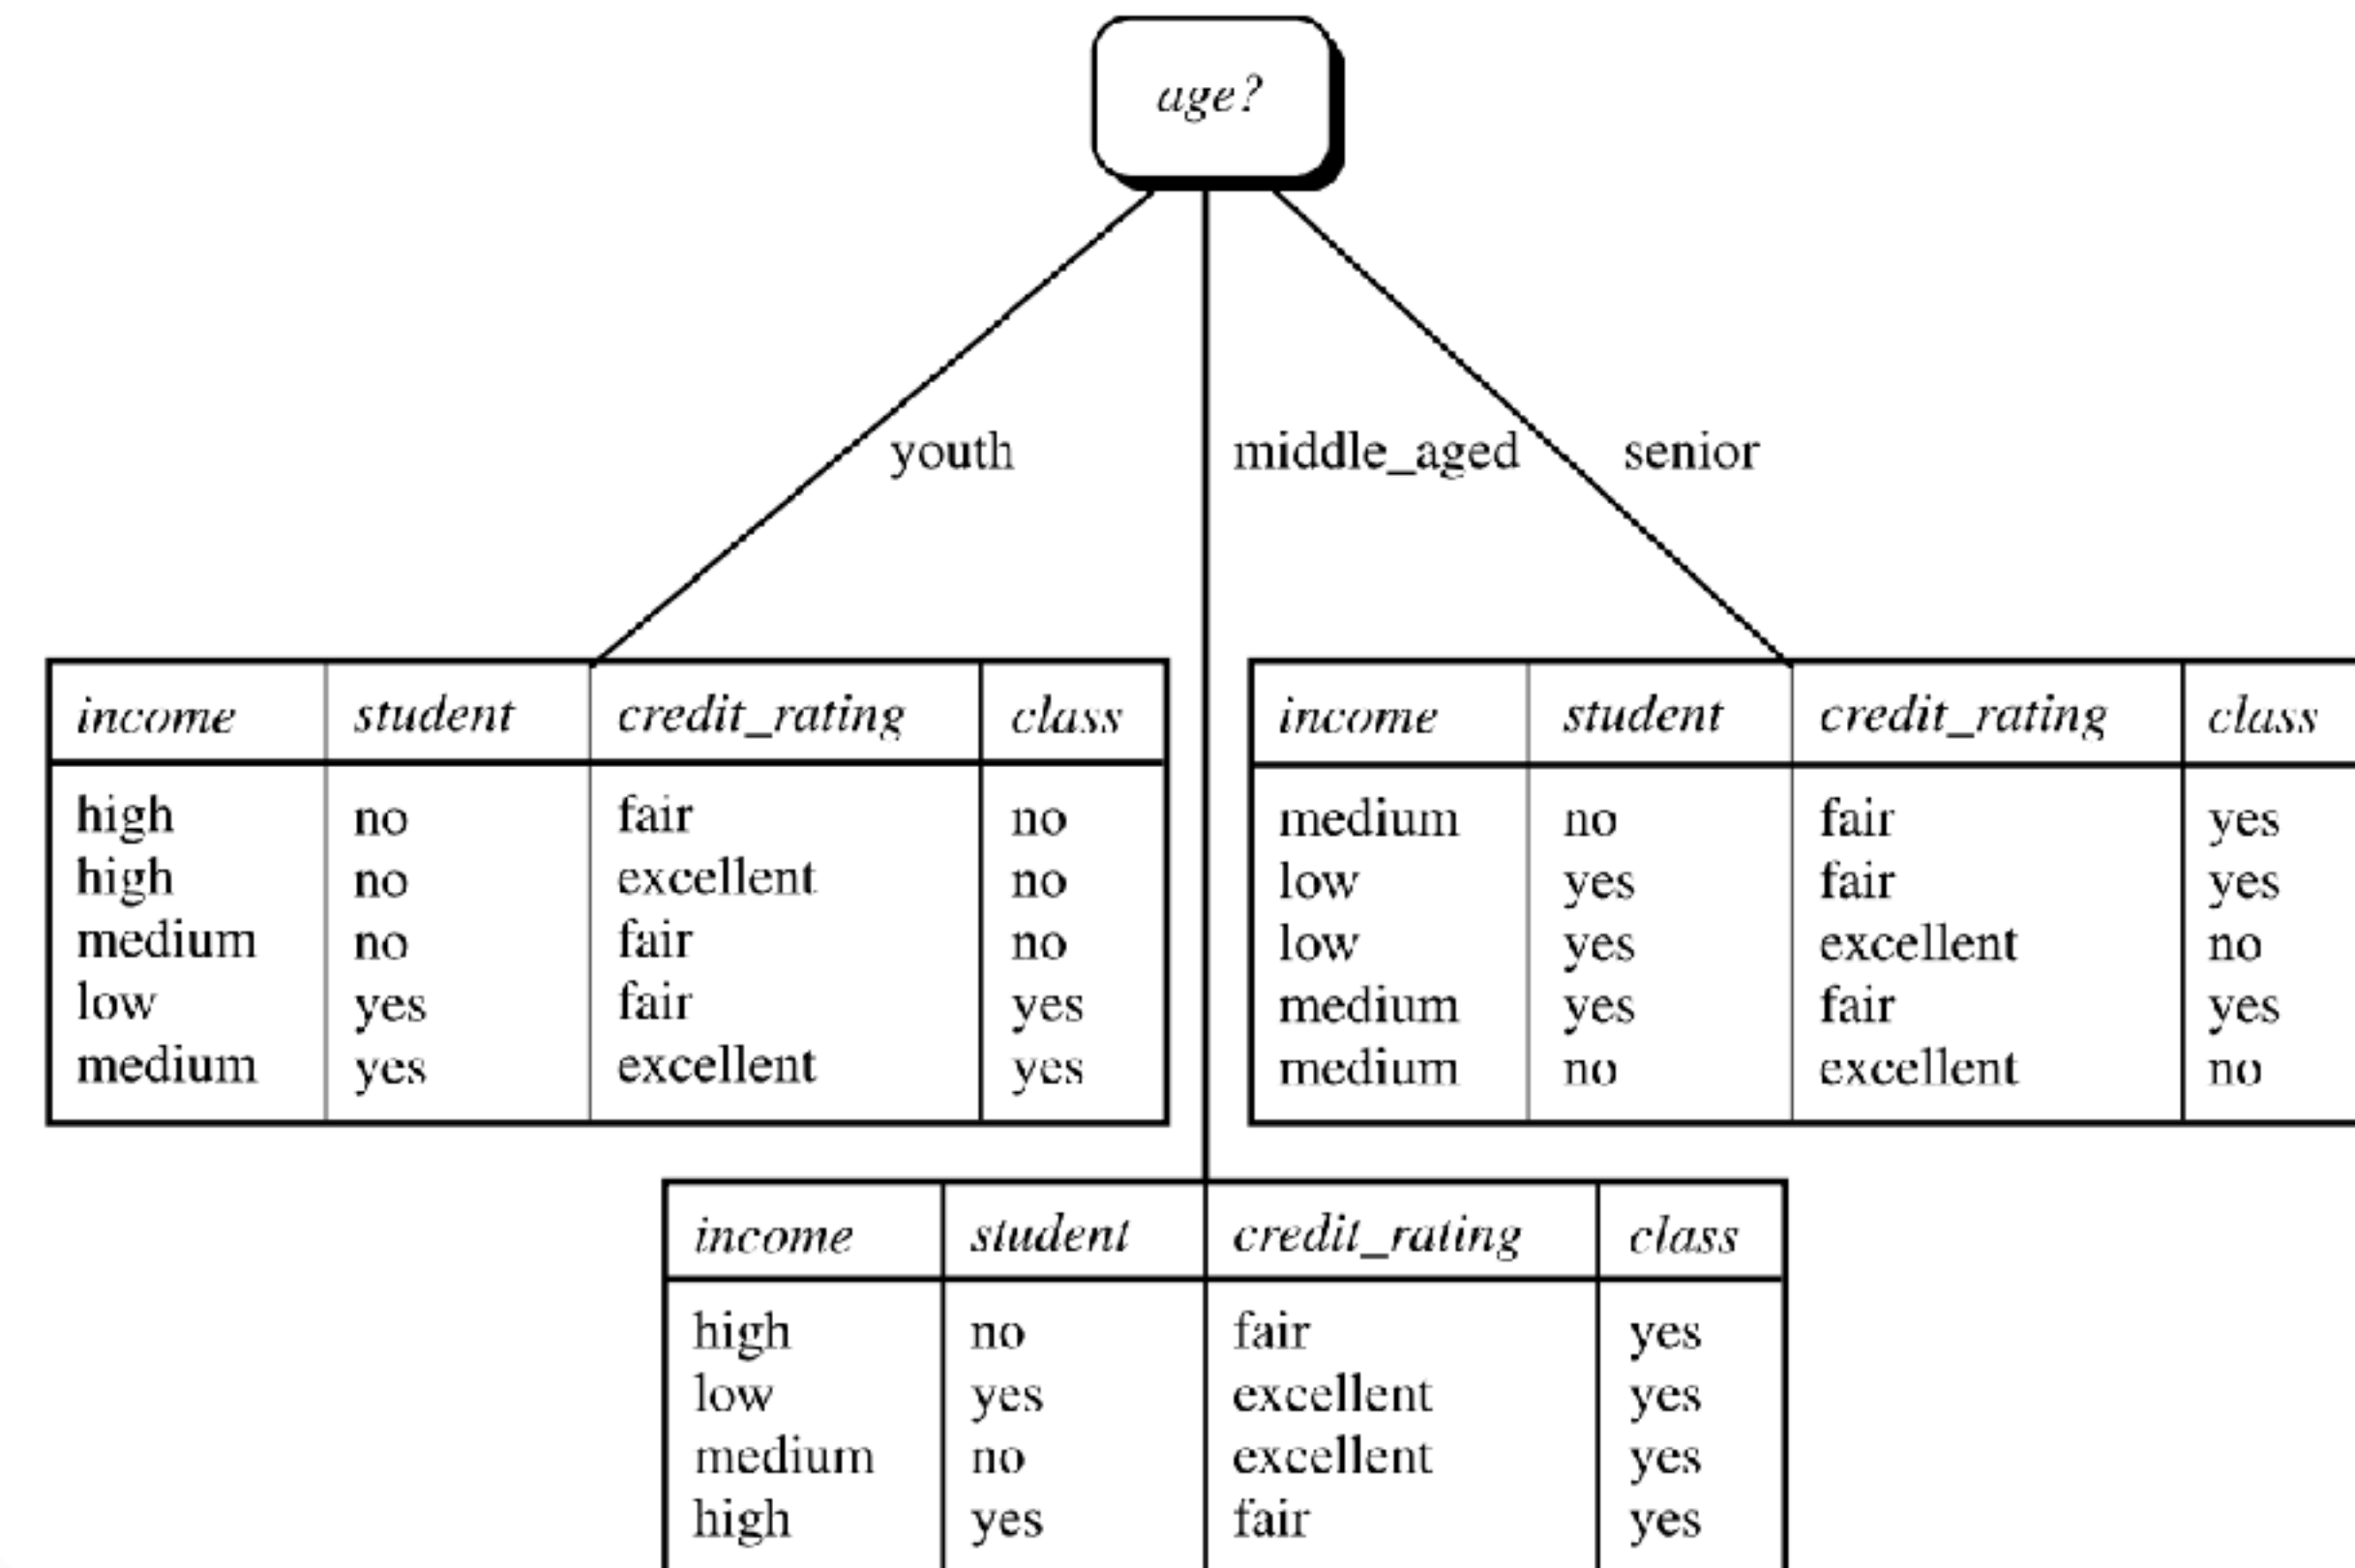 age?
youth
middle_aged
senior
income student credit_rating class
high no fair no
high no excellent no
medium no fair no
low yes fair yes
medium yes excellent yes
income student credit_rating class
medium no fair yes
low yes fair yes
low yes excellent no
medium yes fair yes
medium no excellent no
income student credit_rating class
high no fair yes
low yes excellent yes
medium no excellent yes
high yes fair yes